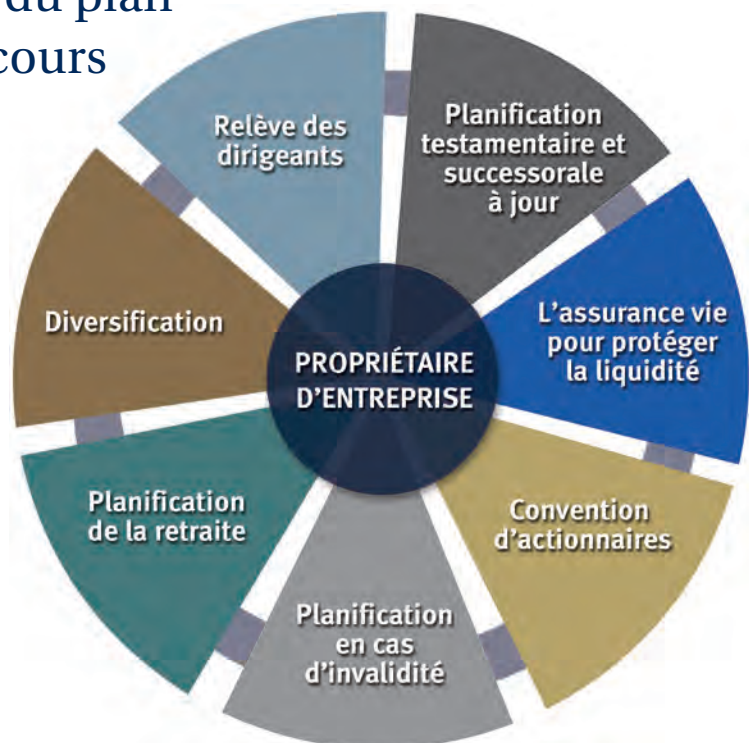 du plan
cours
Relève des
dirigeants
Planification
testamentaire et
successorale
à jour
L'assurance vie
pour protéger
la liquidité
Convention
d'actionnaires
Planification
en cas
d'invalidité
Planification
de la retraite
Diversification
PROPRIÉTAIRE
D'ENTREPRISE